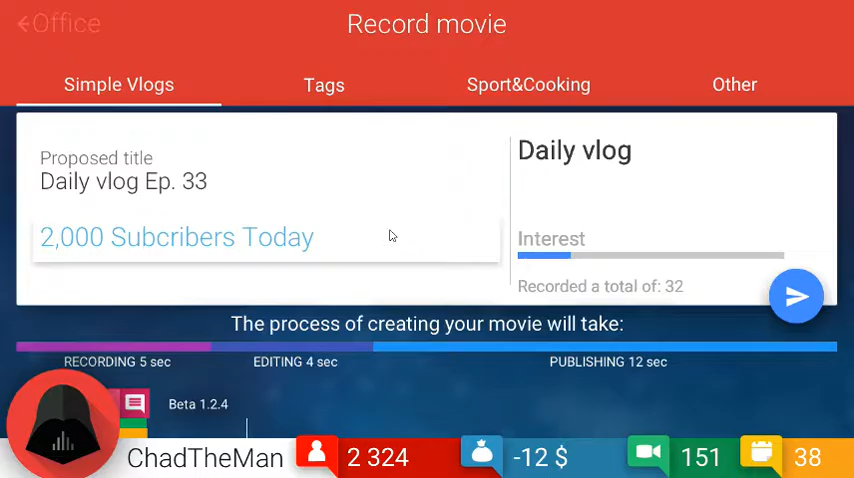 Office
Record movie
Simple Vlogs
Tags
Sport&Cooking
Other
Proposed title
Daily vlog Ep. 33
2,000 Subcribers Today
Daily vlog
Interest
Recorded a total of: 32
The process of creating your movie will take:
RECORDING 5 sec
EDITING 4 sec
PUBLISHING 12 sec
Beta 1.2.4
ChadTheMan
2 324
-12 $
151
38